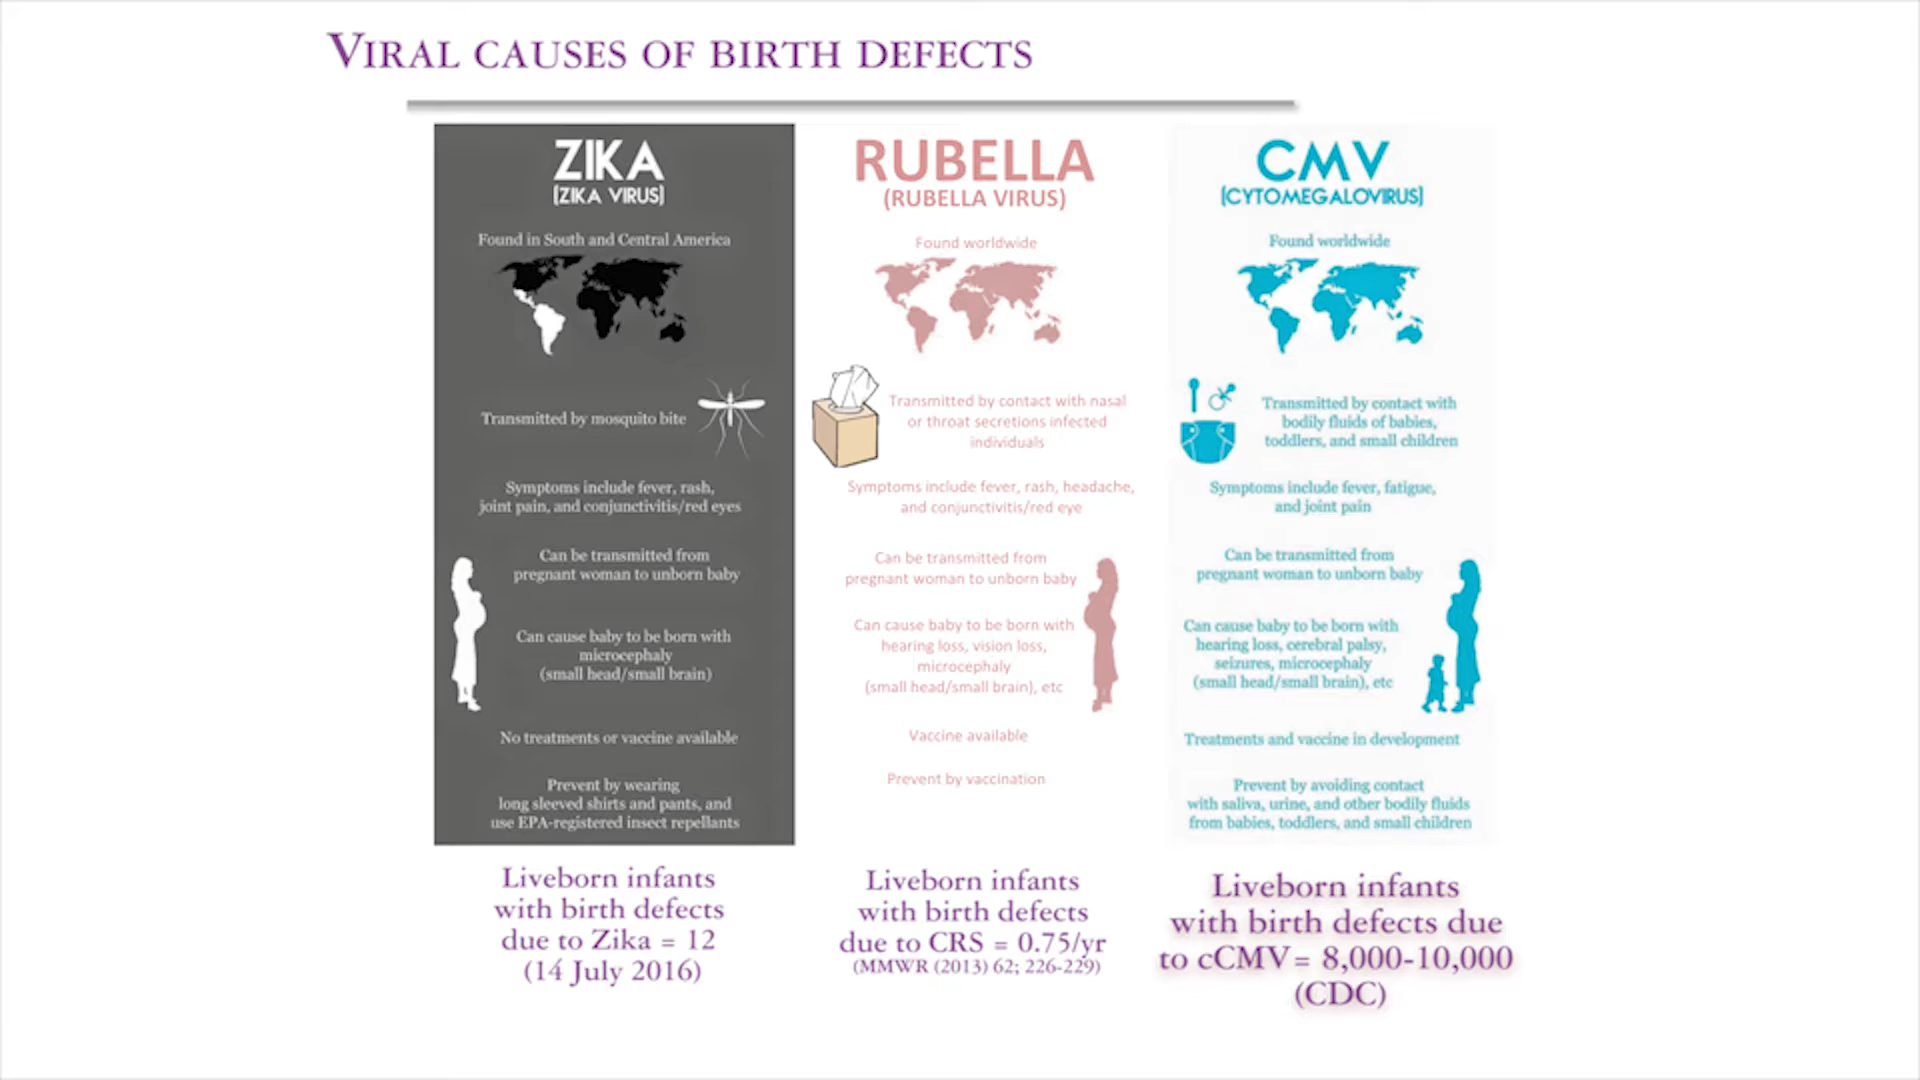 VIRAL CAUSES OF BIRTH DEFECTS
ZIKA
(ZIKA VIRUS)
Found in South and Central America
Transmitted by mosquito bite
Symptoms include fever, rash,
joint pain, and conjunctivitis/red eyes
Can be transmitted from
pregnant woman to unborn baby
Can cause baby to be born with
microcephaly
(small head/small brain)
No treatments or vaccine available
Prevent by wearing
long sleeved shirts and pants, and
use EPA-registered insect repellants
Liveborn infants
with birth defects
due to Zika = 12
(14 July 2016)
RUBELLA
(RUBELLA VIRUS)
Found worldwide
Transmitted by contact with nasal
or throat secretions infected
individuals
Symptoms include fever, rash, headache,
and conjunctivitis/red eye
Can be transmitted from
pregnant woman to unborn baby
Can cause baby to be born with
hearing loss, vision loss,
microcephaly
(small head/small brain), etc
Vaccine available
Prevent by vaccination
Liveborn infants
with birth defects
due to CRS = 0.75/yr
(MMWR (2013) 62; 226-229)
CMV
(CYTOMEGALOVIRUS)
Found worldwide
Transmitted by contact with
bodily fluids of babies,
toddlers, and small children
Symptoms include fever, fatigue,
and joint pain
Can be transmitted from
pregnant woman to unborn baby
Can cause baby to be born with
hearing loss, cerebral palsy,
seizures, microcephaly
(small head/small brain), etc
Treatments and vaccine in development
Prevent by avoiding contact
with saliva, urine, and other bodily fluids
from babies, toddlers, and small children
Liveborn infants
with birth defects due
to cCMV= 8,000-10,000
(CDC)